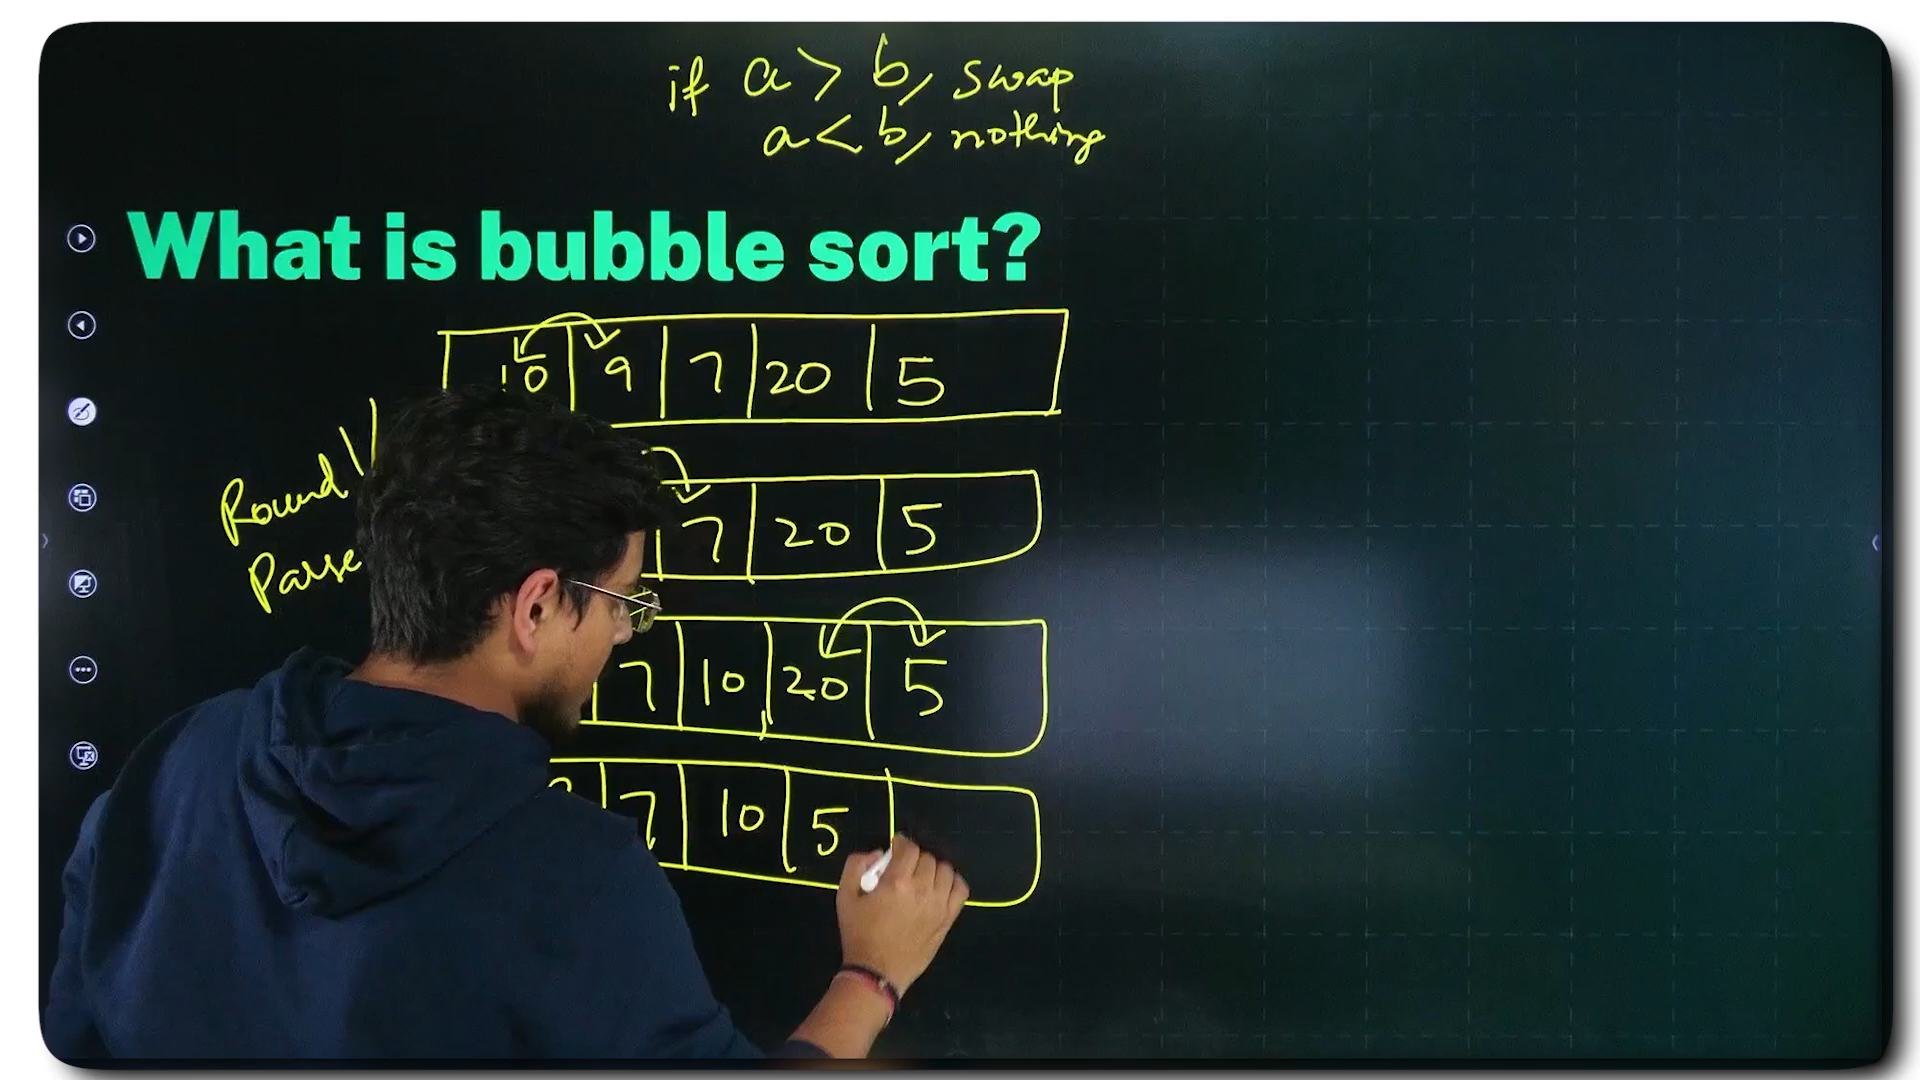 if a > b, swap
a < b, nothing
What is bubble sort?
10 9 7 20 5
Round 1
7 20 5
Parse
7 10 20 5
7 10 5